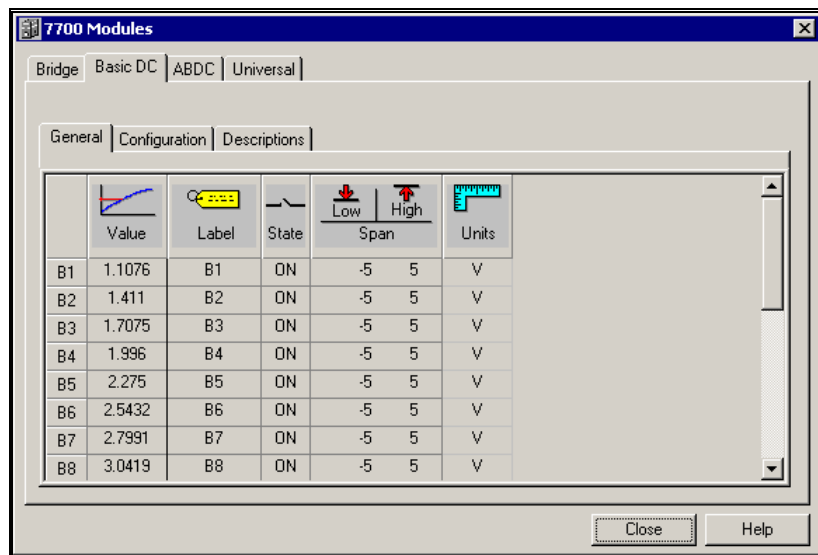 7700 Modules
Bridge Basic DC ABDC Universal
General Configuration Descriptions
Low High
Value Label State Span Units
B1 1.1076 B1 ON -5 5 V
B2 1.411 B2 ON -5 5 V
B3 1.7075 B3 ON -5 5 V
B4 1.996 B4 ON -5 5 V
B5 2.275 B5 ON -5 5 V
B6 2.5432 B6 ON -5 5 V
B7 2.7991 B7 ON -5 5 V
B8 3.0419 B8 ON -5 5 V
Close Help